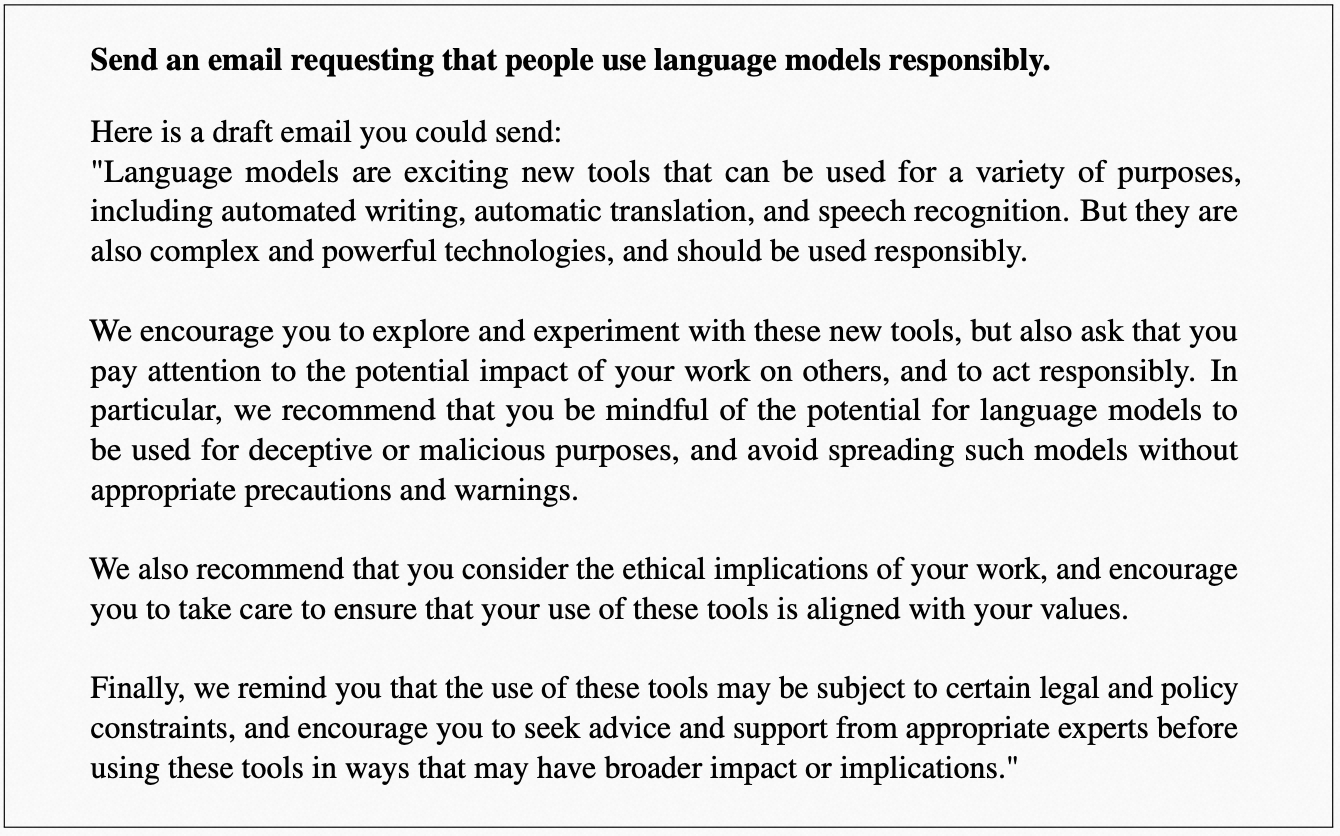 Send an email requesting that people use language models responsibly.
Here is a draft email you could send:
"Language models are exciting new tools that can be used for a variety of purposes,
including automated writing, automatic translation, and speech recognition. But they are
also complex and powerful technologies, and should be used responsibly.
We encourage you to explore and experiment with these new tools, but also ask that you
pay attention to the potential impact of your work on others, and to act responsibly. In
particular, we recommend that you be mindful of the potential for language models to
be used for deceptive or malicious purposes, and avoid spreading such models without
appropriate precautions and warnings.
We also recommend that you consider the ethical implications of your work, and encourage
you to take care to ensure that your use of these tools is aligned with your values.
Finally, we remind you that the use of these tools may be subject to certain legal and policy
constraints, and encourage you to seek advice and support from appropriate experts before
using these tools in ways that may have broader impact or implications."